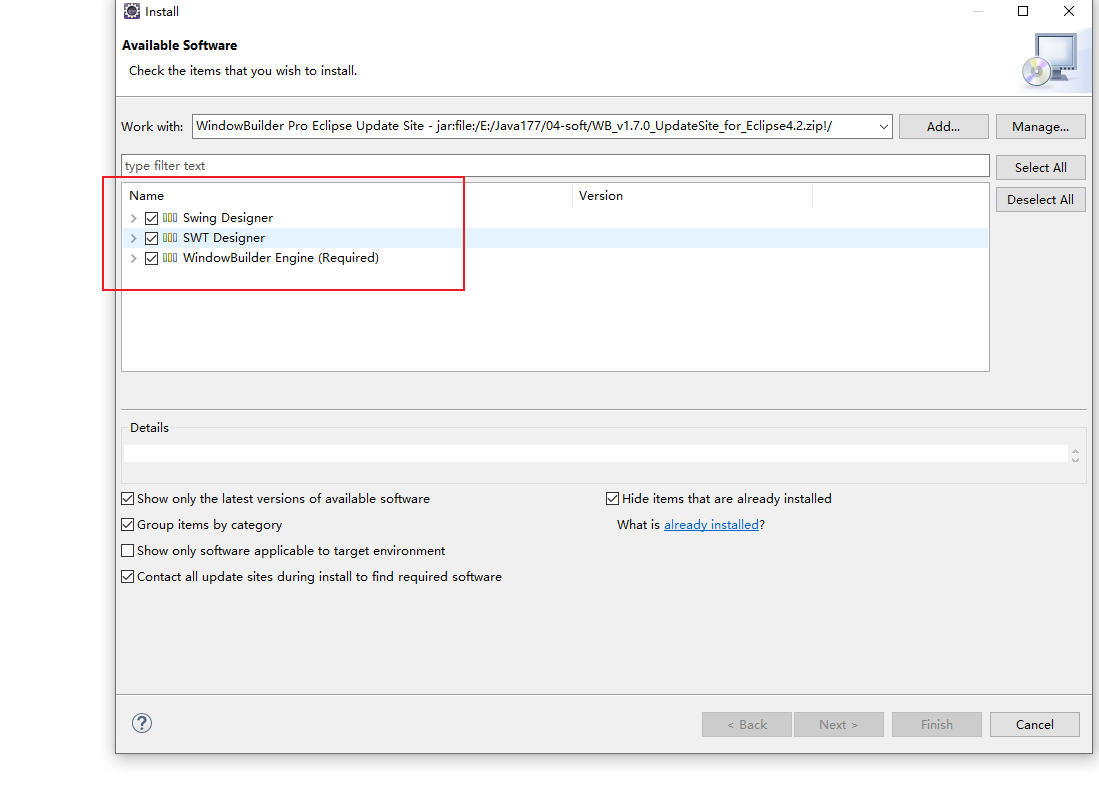 Install
Available Software
Check the items that you wish to install.
Work with: WindowBuilder Pro Eclipse Update Site - jar:file:/E:/Java177/04-soft/WB_v1.7.0_UpdateSite_for_Eclipse4.2.zip!/ Add... Manage...
type filter text Select All
Name Version Deselect All
Swing Designer
SWT Designer
WindowBuilder Engine (Required)
Details
Show only the latest versions of available software Hide items that are already installed
Group items by category What is already installed?
Show only software applicable to target environment
Contact all update sites during install to find required software
? < Back Next > Finish Cancel